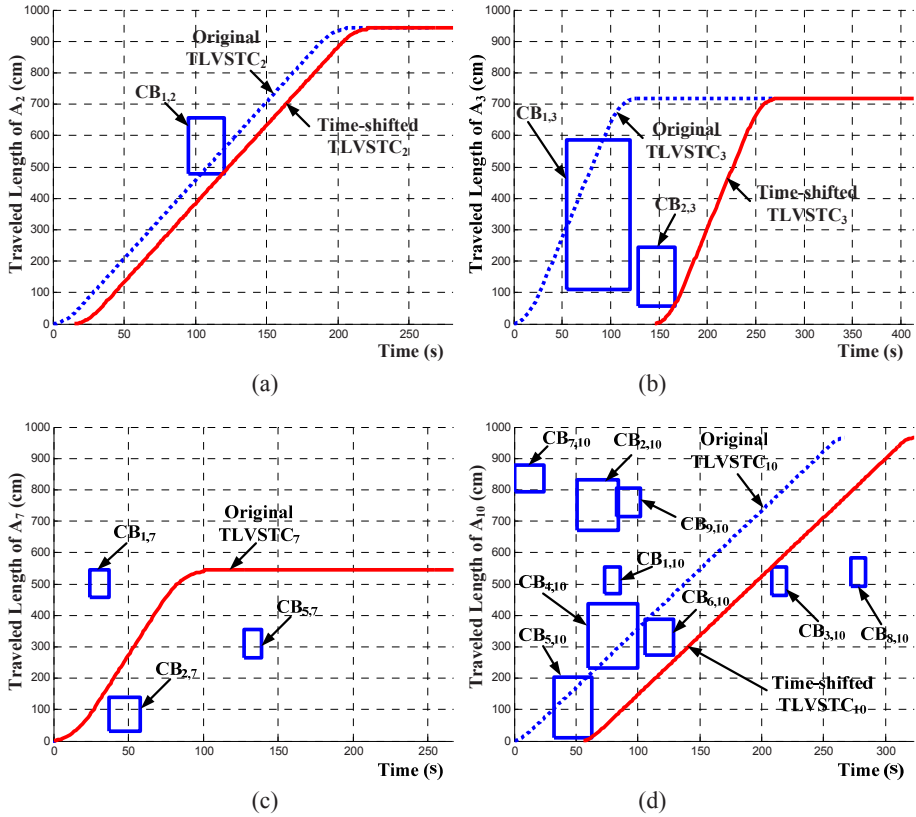 1000
900
800
700
600
500
400
300
200
100
0
Traveled Length of A2 (cm)
Original
TLVSTC2
CB1,2
Time-shifted
TLVSTC2
0 50 100 150 200 250
Time (s)
(a)
1000
900
800
700
600
500
400
300
200
100
0
Traveled Length of A3 (cm)
CB1,3
Original
TLVSTC3
CB2,3
Time-shifted
TLVSTC3
0 50 100 150 200 250 300 350 400
Time (s)
(b)
1000
900
800
700
600
500
400
300
200
100
0
Traveled Length of A7 (cm)
Original
TLVSTC7
CB1,7
CB5,7
CB2,7
0 50 100 150 200 250
Time (s)
(c)
1000
900
800
700
600
500
400
300
200
100
0
Traveled Length of A10 (cm)
CB7,10
CB2,10
Original
TLVSTC10
CB9,10
CB1,10
CB4,10
CB6,10
CB5,10
CB3,10
CB8,10
Time-shifted
TLVSTC10
0 50 100 150 200 250 300
Time (s)
(d)